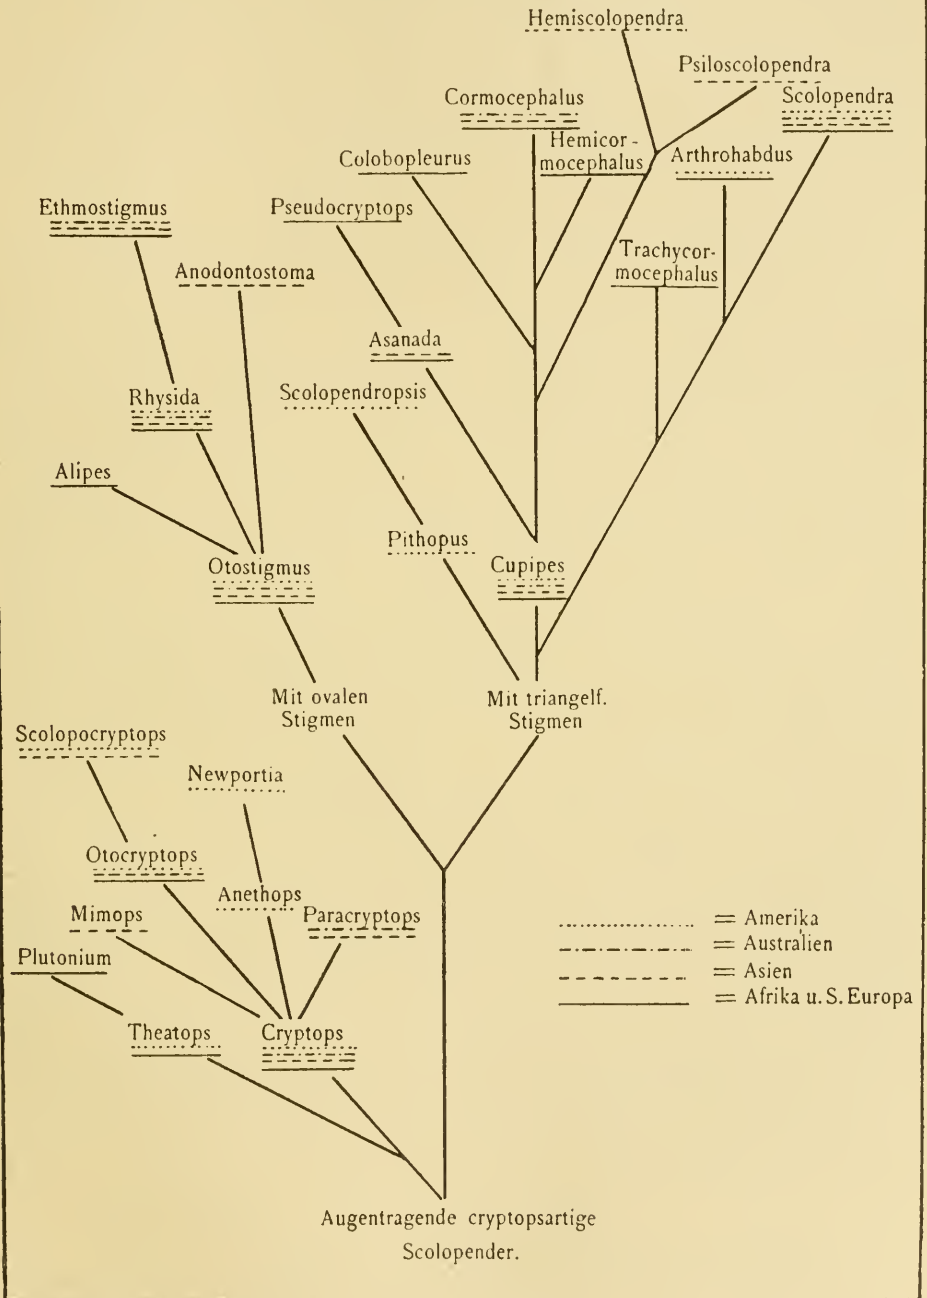 Hemiscolopendra
Psiloscolopendra
Cormocephalus
Scolopendra
Hemicor-
mocephalus
Colobopleurus
Arthrohabdus
Ethmostigmus
Pseudocryptops
Trachycor-
mocephalus
Anodontostoma
Asanada
Rhysida
Scolopendropsis
Alipes
Pithopus
Otostigmus
Cupipes
Mit ovalen
Stigmen
Mit triangelf.
Stigmen
Scolopocryptops
Newportia
Otocryptops
Anethops
Mimops
Paracryptops
Plutonium
Theatops
Cryptops
= Amerika
= Australien
= Asien
= Afrika u. S. Europa
Augentragende cryptopsartige
Scolopender.